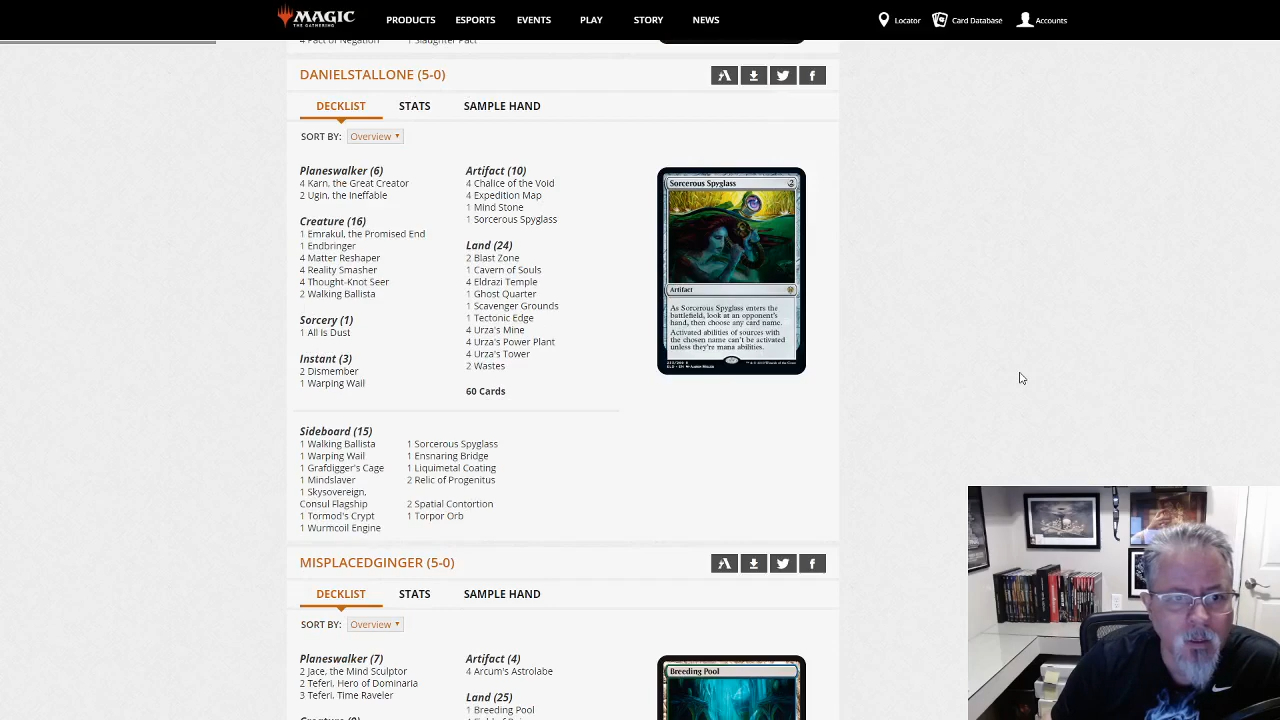 MAGIC
THE GATHERING
PRODUCTS
ESPORTS
EVENTS
PLAY
STORY
NEWS
Locator
Card Database
Accounts
4 Pact of Negation
1 Slaughter Pact
DANIELSTALLONE (5-0)
DECKLIST
STATS
SAMPLE HAND
SORT BY: Overview
Planeswalker (6)
4 Karn, the Great Creator
2 Ugin, the Ineffable
Creature (16)
1 Emrakul, the Promised End
1 Endbringer
4 Matter Reshaper
4 Reality Smasher
4 Thought-Knot Seer
2 Walking Ballista
Sorcery (1)
1 All Is Dust
Instant (3)
2 Dismember
1 Warping Wail
Artifact (10)
4 Chalice of the Void
4 Expedition Map
1 Mind Stone
1 Sorcerous Spyglass
Land (24)
2 Blast Zone
1 Cavern of Souls
4 Eldrazi Temple
1 Ghost Quarter
1 Scavenger Grounds
1 Tectonic Edge
4 Urza's Mine
4 Urza's Power Plant
4 Urza's Tower
2 Wastes
60 Cards
Sorcerous Spyglass 2
Artifact
As Sorcerous Spyglass enters the
battlefield, look at an opponent's
hand, then choose any card name.
Activated abilities of sources with
the chosen name can't be activated
unless they're mana abilities.
Sideboard (15)
1 Walking Ballista
1 Warping Wail
1 Grafdigger's Cage
1 Mindslaver
1 Skysovereign,
Consul Flagship
1 Tormod's Crypt
1 Wurmcoil Engine
1 Sorcerous Spyglass
1 Ensnaring Bridge
1 Liquimetal Coating
2 Relic of Progenitus
2 Spatial Contortion
1 Torpor Orb
MISPLACEDGINGER (5-0)
DECKLIST
STATS
SAMPLE HAND
SORT BY: Overview
Planeswalker (7)
2 Jace, the Mind Sculptor
2 Teferi, Hero of Dominaria
3 Teferi, Time Raveler
Artifact (4)
4 Arcum's Astrolabe
Land (25)
1 Breeding Pool
Breeding Pool